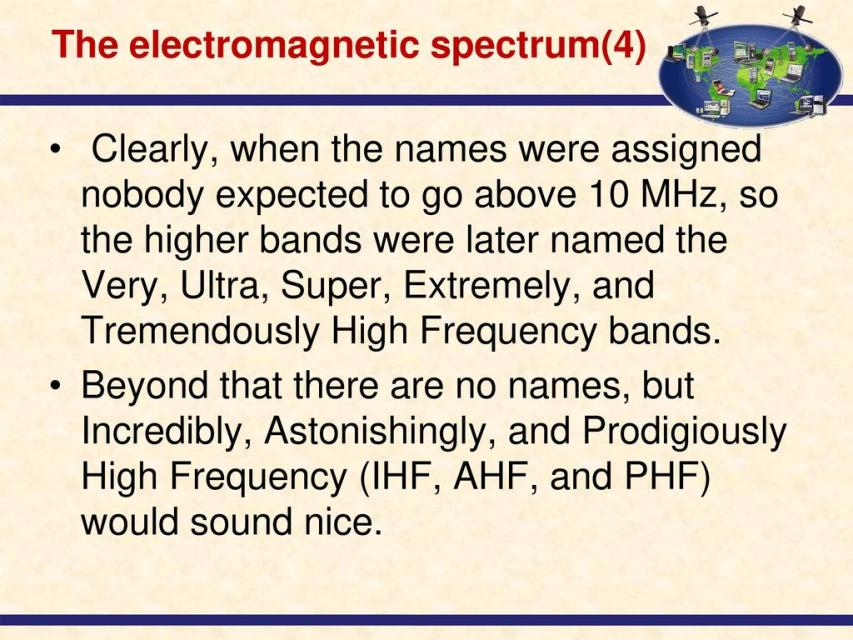 The electromagnetic spectrum(4)
• Clearly, when the names were assigned
nobody expected to go above 10 MHz, so
the higher bands were later named the
Very, Ultra, Super, Extremely, and
Tremendously High Frequency bands.
• Beyond that there are no names, but
Incredibly, Astonishingly, and Prodigiously
High Frequency (IHF, AHF, and PHF)
would sound nice.